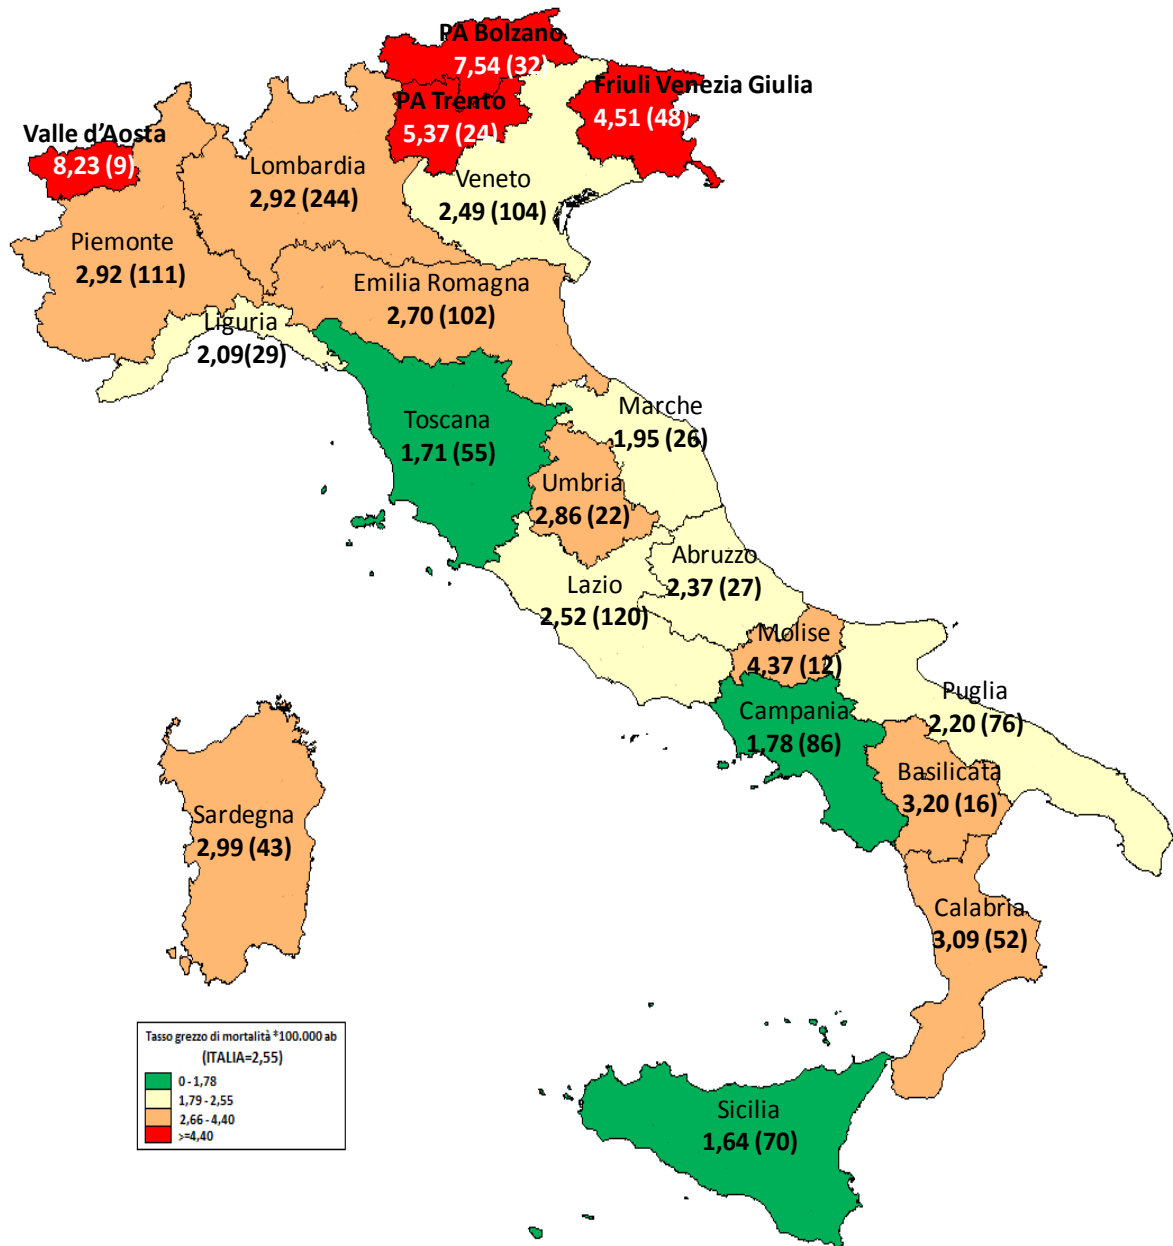 PA Bolzano
7,54 (32)
Friuli Venezia Giulia
4,51 (48)
PA Trento
5,37 (24)
Valle d'Aosta
8,23 (9)
Lombardia
2,92 (244)
Veneto
2,49 (104)
Piemonte
2,92 (111)
Emilia Romagna
2,70 (102)
Liguria
2,09(29)
Toscana
1,71 (55)
Marche
1,95 (26)
Umbria
2,86 (22)
Abruzzo
2,37 (27)
Lazio
2,52 (120)
Molise
4,37 (12)
Puglia
2,20 (76)
Campania
1,78 (86)
Basilicata
3,20 (16)
Sardegna
2,99 (43)
Calabria
3,09 (52)
Sicilia
1,64 (70)
Tasso grezzo di mortalità *100.000 ab
(ITALIA=2,55)
0 - 1,78
1,79 - 2,55
2,66 - 4,40
>=4,40